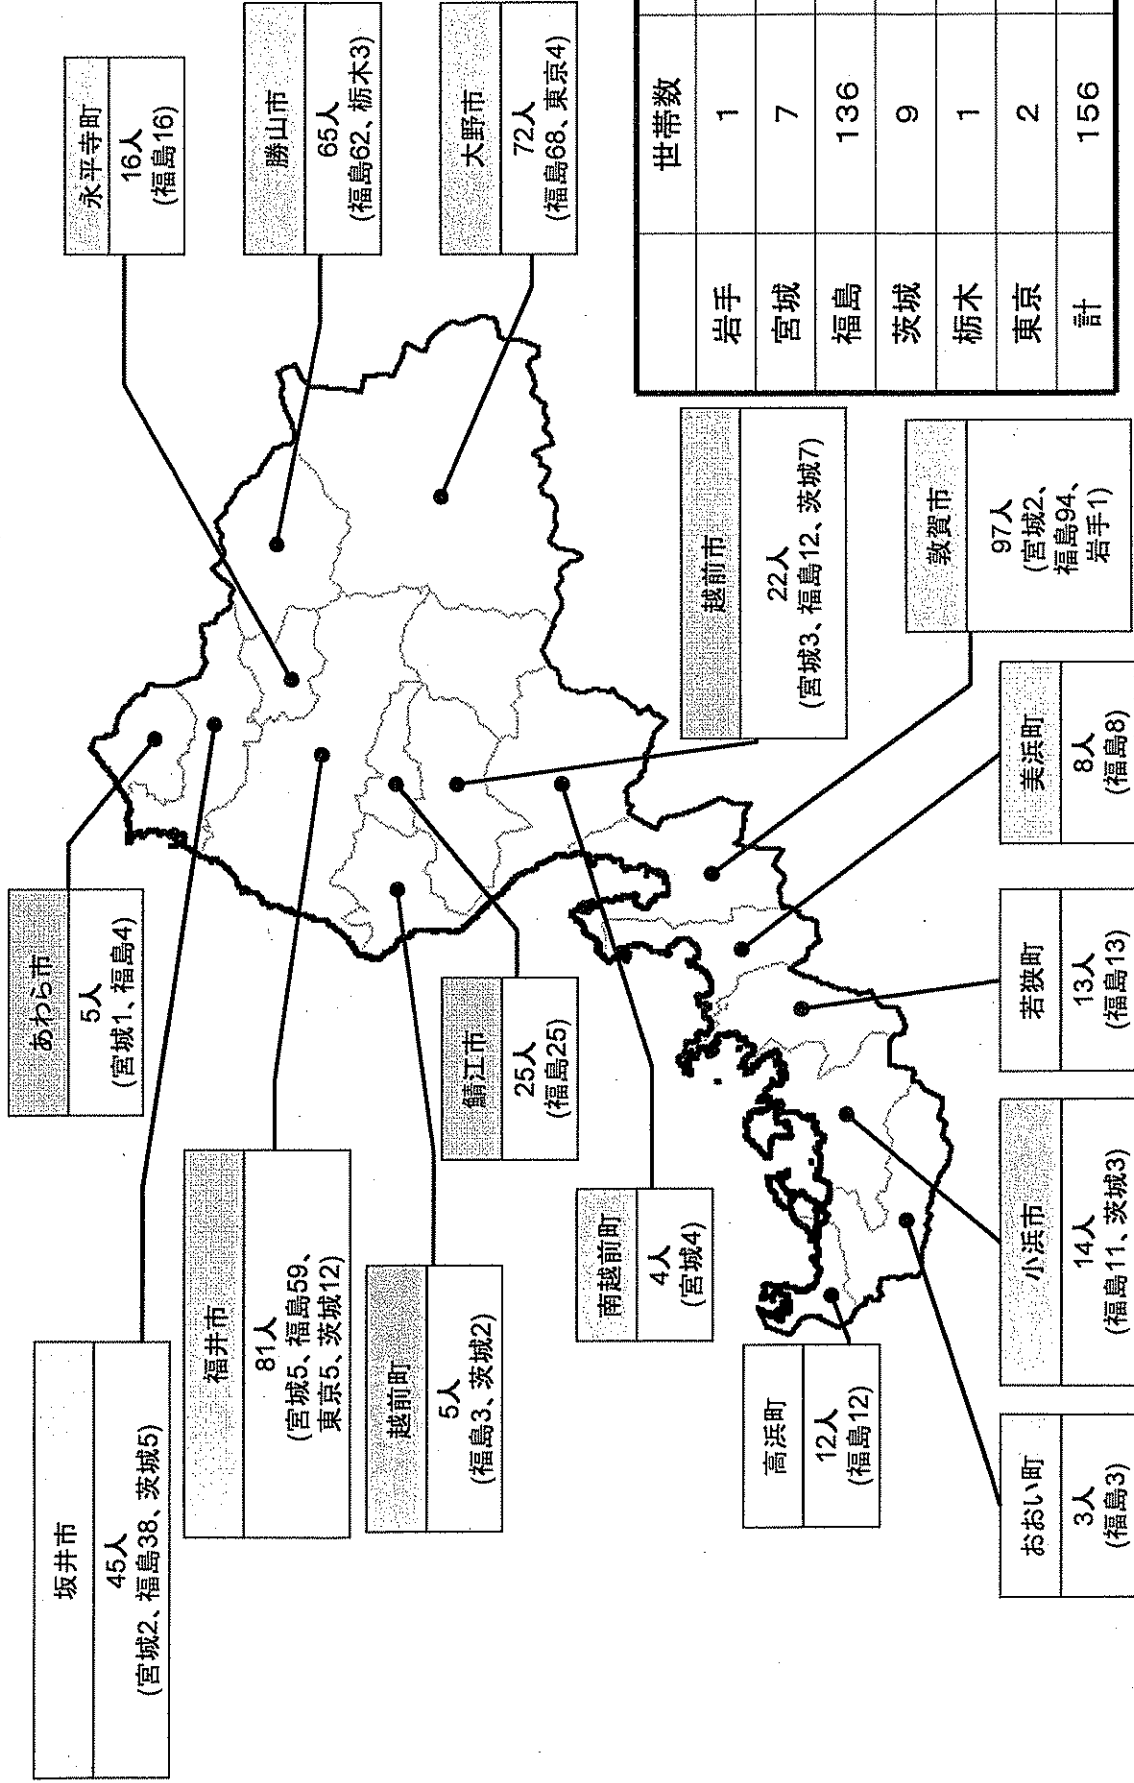 坂井市
45人
(宮城2、福島38、茨城5)
あわら市
5人
(宮城1、福島4)
永平寺町
16人
(福島16)
福井市
81人
(宮城5、福島59、
東京5、茨城12)
勝山市
65人
(福島62、栃木3)
越前町
5人
(福島3、茨城2)
鯖江市
25人
(福島25)
大野市
72人
(福島68、東京4)
南越前町
4人
(宮城4)
越前市
22人
(宮城3、福島12、茨城7)
高浜町
12人
(福島12)
敦賀市
97人
(宮城2、
福島94、
岩手1)
おおい町
3人
(福島3)
小浜市
14人
(福島11、茨城3)
若狭町
13人
(福島13)
美浜町
8人
(福島8)
世帯数
岩手 1
宮城 7
福島 136
茨城 9
栃木 1
東京 2
計 156